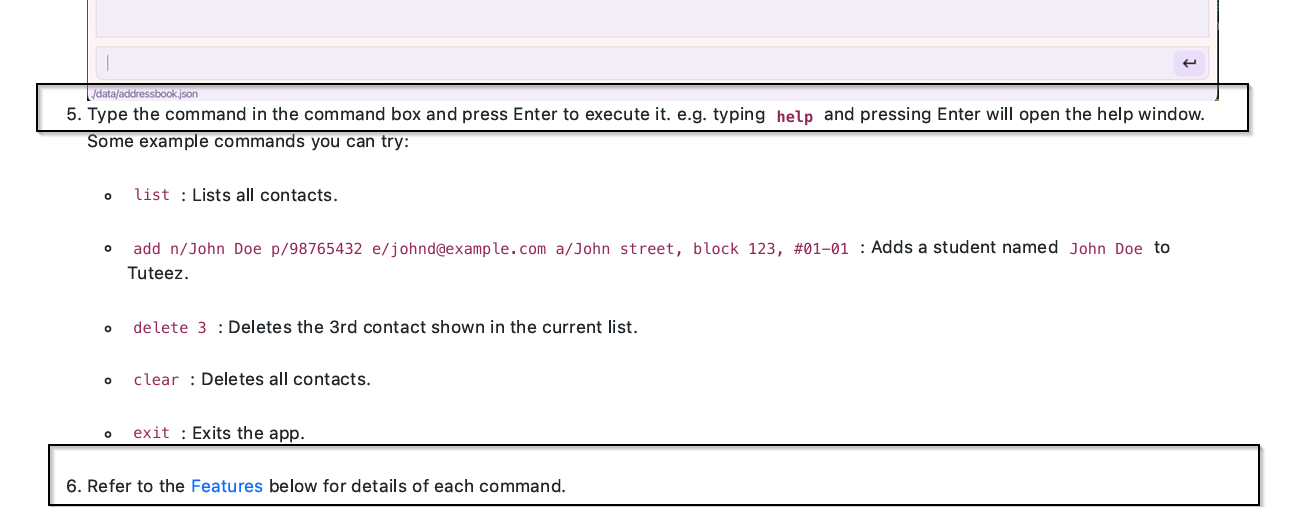 ./data/addressbook.json
5. Type the command in the command box and press Enter to execute it. e.g. typing help and pressing Enter will open the help window.
Some example commands you can try:
list : Lists all contacts.
add n/John Doe p/98765432 e/johnd@example.com a/John street, block 123, #01-01 : Adds a student named John Doe to
Tuteez.
delete 3 : Deletes the 3rd contact shown in the current list.
clear : Deletes all contacts.
exit : Exits the app.
6. Refer to the Features below for details of each command.